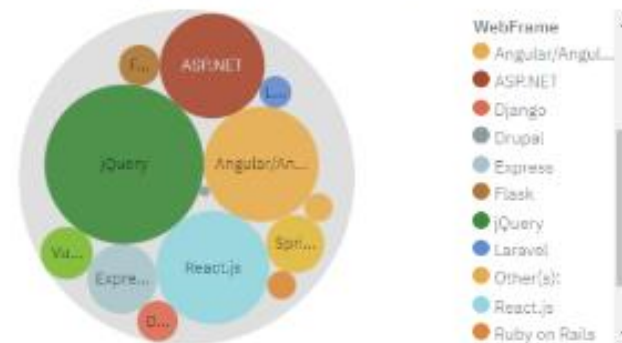 F...
ASP.NET
L...
jQuery
Angular/An...
Vu...
Expre...
React.js
Spri...
D...
WebFrame
Angular/Angul...
ASP.NET
Django
Drupal
Express
Flask
jQuery
Laravel
Other(s):
React.js
Ruby on Rails